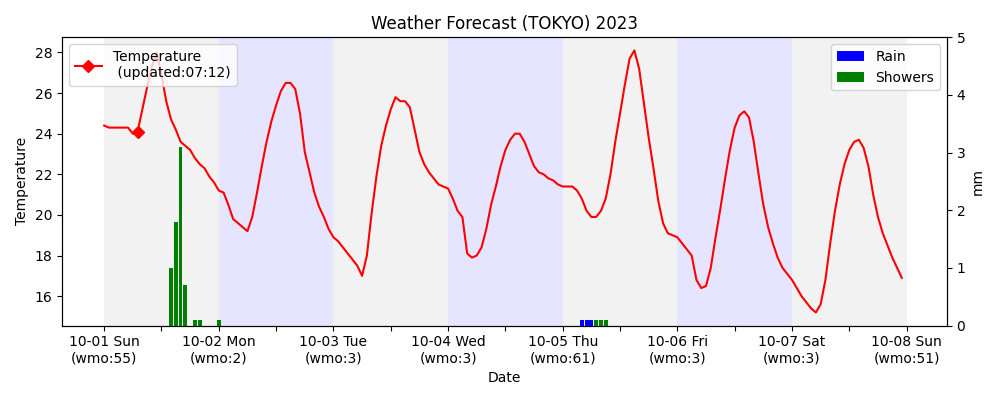 Weather Forecast (TOKYO) 2023
Temperature
(updated:07:12)
Rain
Showers
28
26
24
22
20
18
16
Temperature
5
4
3
2
1
0
mm
10-01 Sun 10-02 Mon 10-03 Tue 10-04 Wed 10-05 Thu 10-06 Fri 10-07 Sat 10-08 Sun
(wmo:55) (wmo:2) (wmo:3) (wmo:3) (wmo:61) (wmo:3) (wmo:3) (wmo:51)
Date